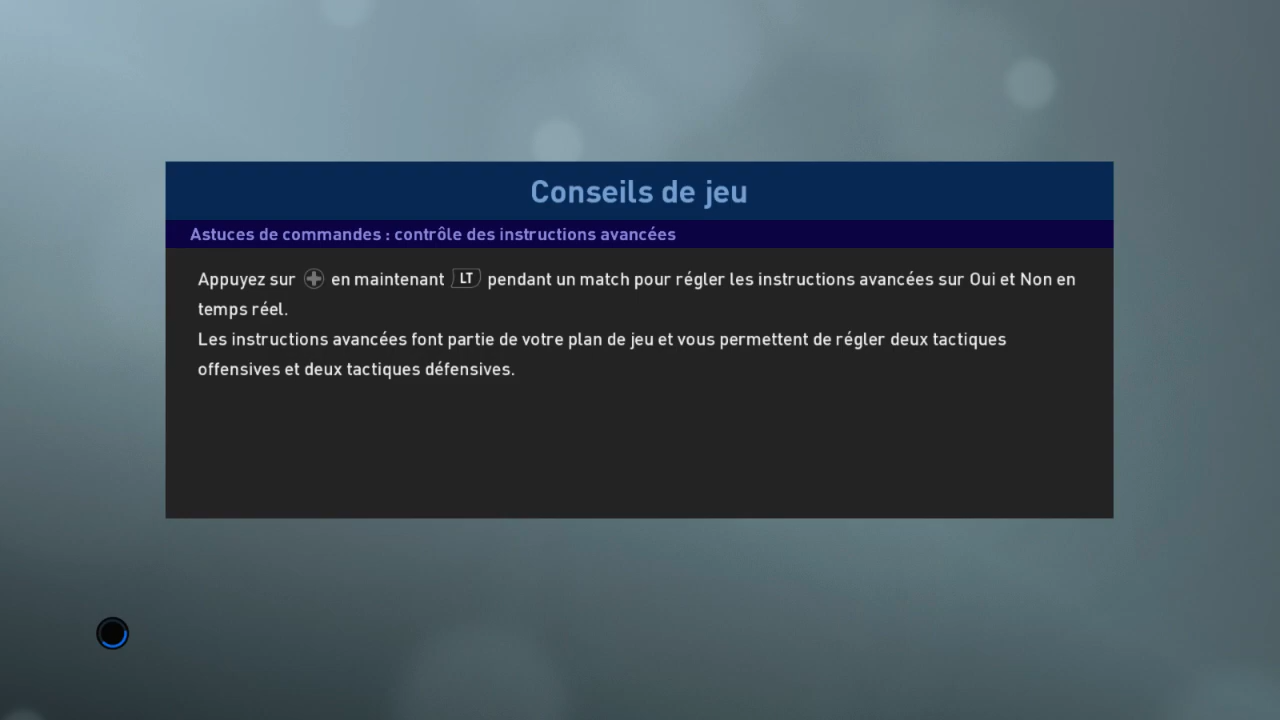 Conseils de jeu
Astuces de commandes : contrôle des instructions avancées
Appuyez sur en maintenant LT pendant un match pour régler les instructions avancées sur Oui et Non en
temps réel.
Les instructions avancées font partie de votre plan de jeu et vous permettent de régler deux tactiques
offensives et deux tactiques défensives.